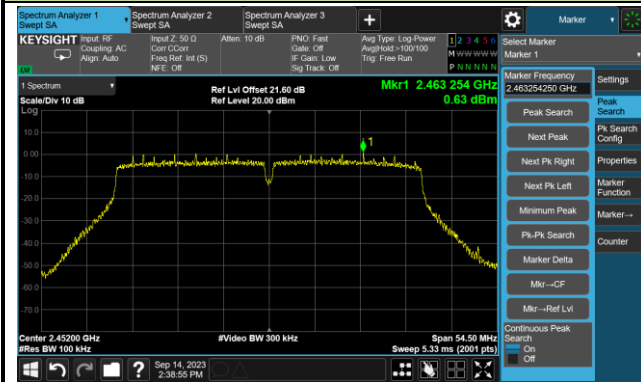 Spectrum Analyzer 1
Swept SA
Spectrum Analyzer 2
Swept SA
Spectrum Analyzer 3
Swept SA
Marker
KEYSIGHT
Input: RF
Coupling: AC
Align: Auto
Input Z: 50 Ω
Corr CCorr
Freq Ref: Int (S)
NFE: Off
Atten: 10 dB
PNO: Fast
Gate: Off
IF Gain: Low
Sig Track: Off
Avg Type: Log-Power
Avg|Hold:>100/100
Trig: Free Run
1 2 3 4 5 6
M W W W W W
P N N N N N
Select Marker
Marker 1
LW
1 Spectrum
Scale/Div 10 dB
Log
Ref Lvl Offset 21.60 dB
Ref Level 20.00 dBm
Mkr1 2.463 254 GHz
0.63 dBm
Marker Frequency
2.463254250 GHz
Peak Search
Next Peak
Next Pk Right
Next Pk Left
Minimum Peak
Pk-Pk Search
Marker Delta
Mkr→CF
Mkr→Ref Lvl
Continuous Peak
Search
On
Off
Settings
Peak
Search
Pk Search
Config
Properties
Marker
Function
Marker→
Counter
10.0
0.00
-10.0
-20.0
-30.0
-40.0
-50.0
-60.0
-70.0
1
Center 2.45200 GHz
#Res BW 100 kHz
#Video BW 300 kHz
Span 54.50 MHz
Sweep 5.33 ms (2001 pts)
Sep 14, 2023
2:38:55 PM